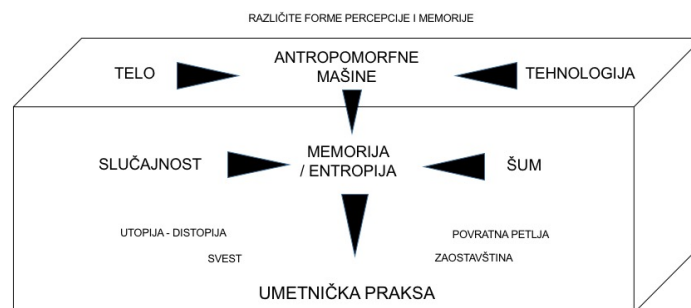 RAZLIČITE FORME PERCEPCIJE I MEMORIJE
TELO
ANTROPOMORFNE
MAŠINE
TEHNOLOGIJA
SLUČAJNOST
MEMORIJA
/ ENTROPIJA
ŠUM
UTOPIJA - DISTOPIJA
POVRATNA PETLJA
SVEST
ZAOSTAVŠTINA
UMETNIČKA PRAKSA